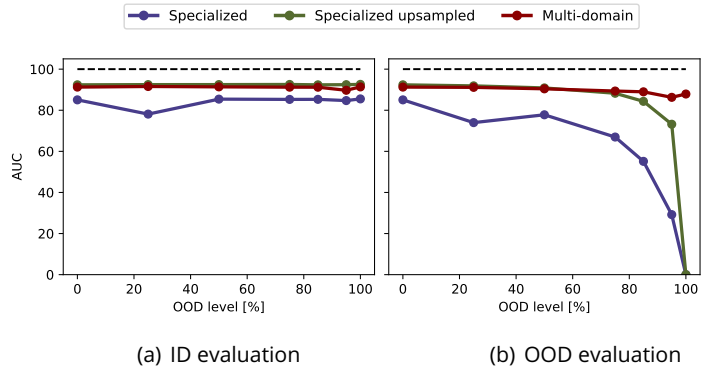 Specialized Specialized upsampled Multi-domain
100
80
60
40
20
0
AUC
0 20 40 60 80 100
OOD level [%]
0 20 40 60 80 100
OOD level [%]
(a) ID evaluation
(b) OOD evaluation